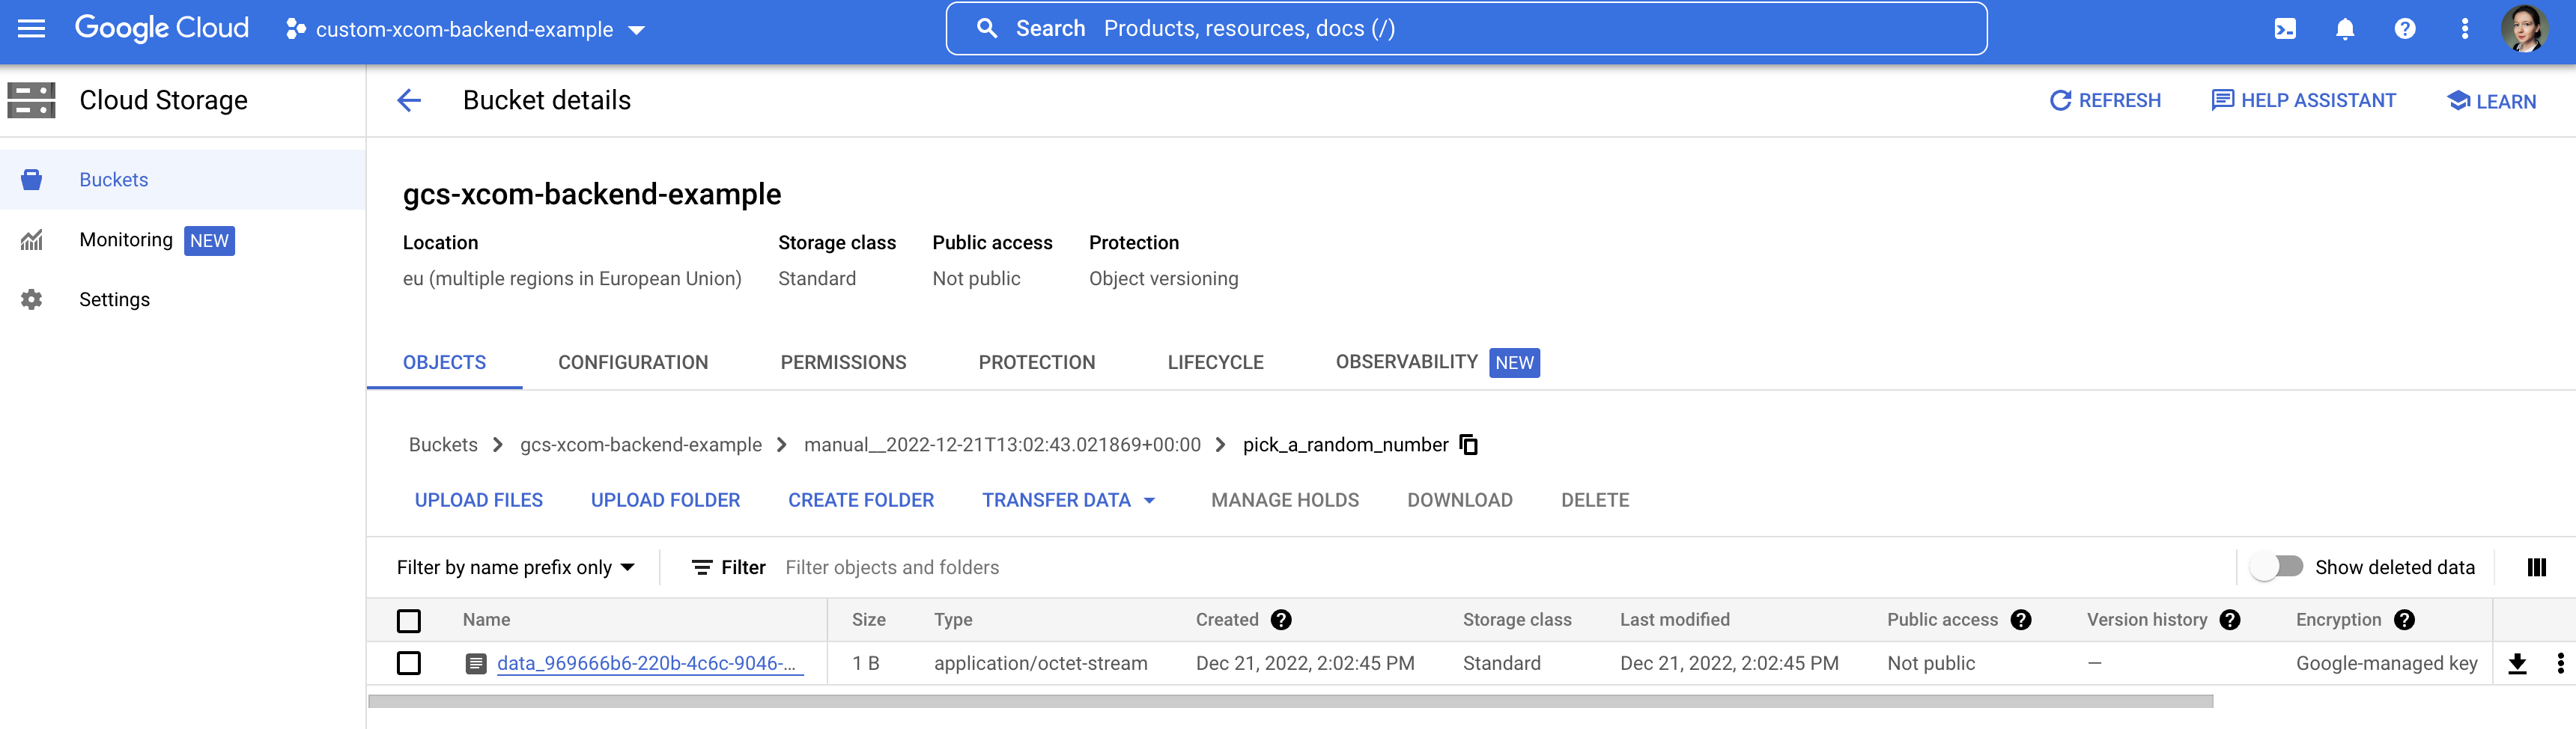 Google Cloud custom-xcom-backend-example Search Products, resources, docs (/)
Cloud Storage Bucket details REFRESH HELP ASSISTANT LEARN
Buckets
Monitoring NEW
Settings
gcs-xcom-backend-example
Location Storage class Public access Protection
eu (multiple regions in European Union) Standard Not public Object versioning
OBJECTS CONFIGURATION PERMISSIONS PROTECTION LIFECYCLE OBSERVABILITY NEW
Buckets > gcs-xcom-backend-example > manual__2022-12-21T13:02:43.021869+00:00 > pick_a_random_number
UPLOAD FILES UPLOAD FOLDER CREATE FOLDER TRANSFER DATA MANAGE HOLDS DOWNLOAD DELETE
Filter by name prefix only Filter Filter objects and folders Show deleted data
Name Size Type Created Storage class Last modified Public access Version history Encryption
data_969666b6-220b-4c6c-9046-... 1 B application/octet-stream Dec 21, 2022, 2:02:45 PM Standard Dec 21, 2022, 2:02:45 PM Not public — Google-managed key